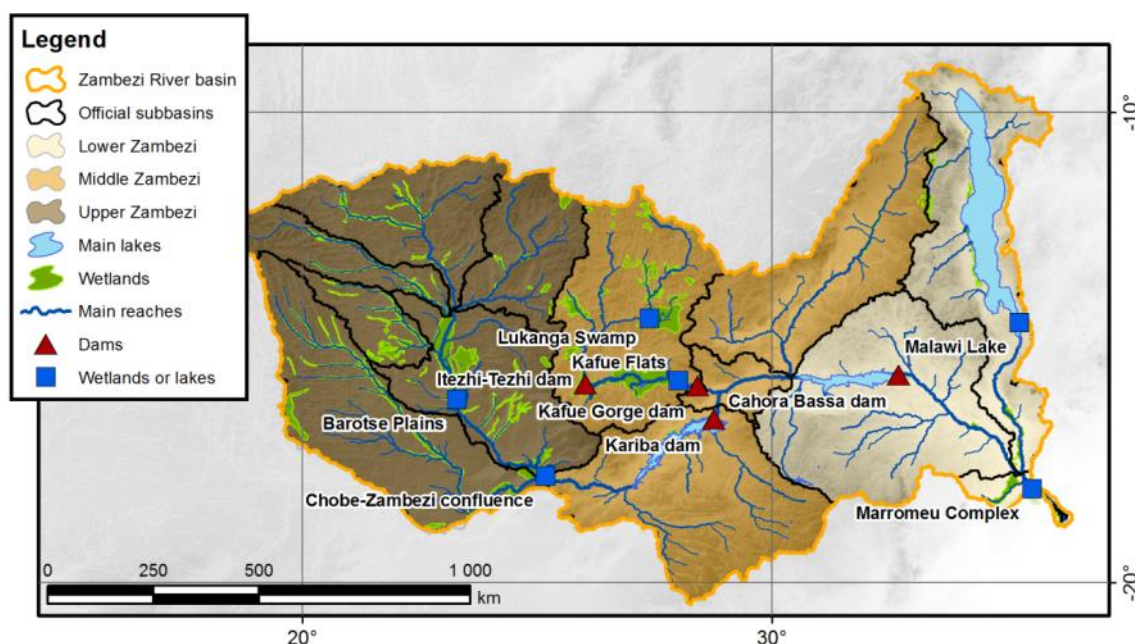 Legend
Zambezi River basin
Official subbasins
Lower Zambezi
Middle Zambezi
Upper Zambezi
Main lakes
Wetlands
Main reaches
Dams
Wetlands or lakes
-10°
Lukanga Swamp
Malawi Lake
Kafue Flats
Itezhi-Tezhi dam
Kafue Gorge dam
Cahora Bassa dam
Barotse Plains
Kariba dam
Chobe-Zambezi confluence
Marromeu Complex
0 250 500 1 000
km
-20°
20° 30°